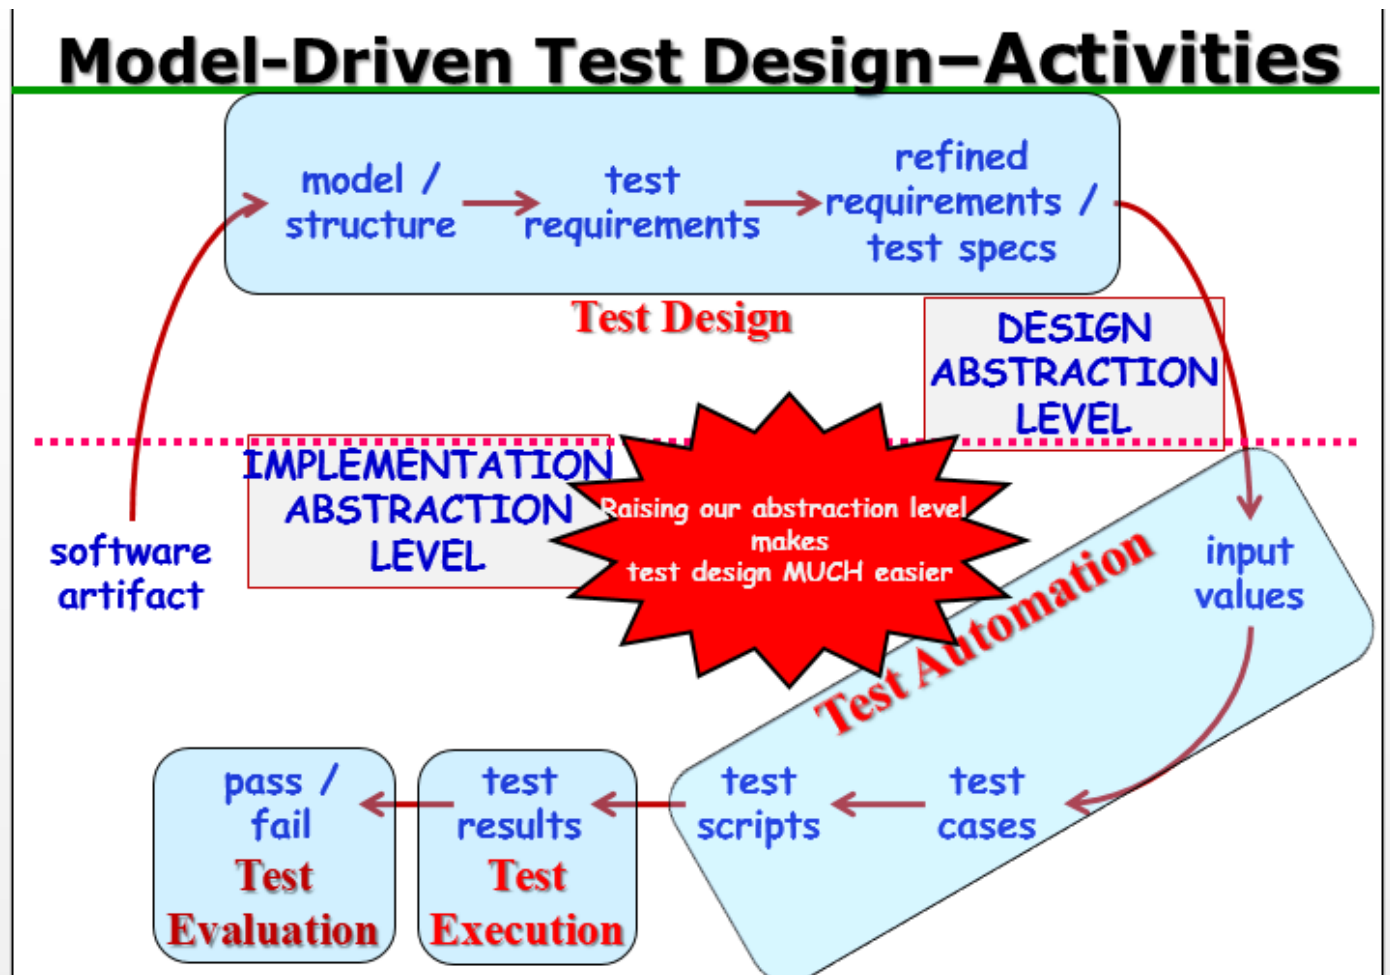 Model-Driven Test Design–Activities
model /
structure
test
requirements
refined
requirements /
test specs
Test Design
DESIGN
ABSTRACTION
LEVEL
IMPLEMENTATION
ABSTRACTION
LEVEL
Raising our abstraction level
makes
test design MUCH easier
software
artifact
input
values
Test Automation
test
cases
test
scripts
test
results
Test
Execution
pass /
fail
Test
Evaluation